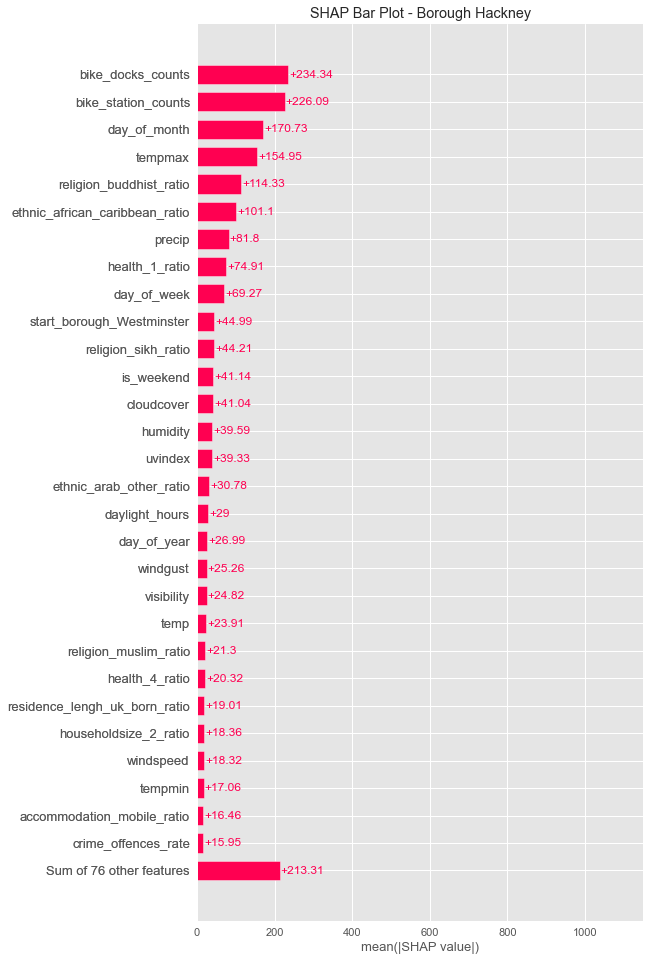 SHAP Bar Plot - Borough Hackney
bike_docks_counts +234.34
bike_station_counts +226.09
day_of_month +170.73
tempmax +154.95
religion_buddhist_ratio +114.33
ethnic_african_caribbean_ratio +101.1
precip +81.8
health_1_ratio +74.91
day_of_week +69.27
start_borough_Westminster +44.99
religion_sikh_ratio +44.21
is_weekend +41.14
cloudcover +41.04
humidity +39.59
uvindex +39.33
ethnic_arab_other_ratio +30.78
daylight_hours +29
day_of_year +26.99
windgust +25.26
visibility +24.82
temp +23.91
religion_muslim_ratio +21.3
health_4_ratio +20.32
residence_lengh_uk_born_ratio +19.01
householdsize_2_ratio +18.36
windspeed +18.32
tempmin +17.06
accommodation_mobile_ratio +16.46
crime_offences_rate +15.95
Sum of 76 other features +213.31
0 200 400 600 800 1000
mean(|SHAP value|)